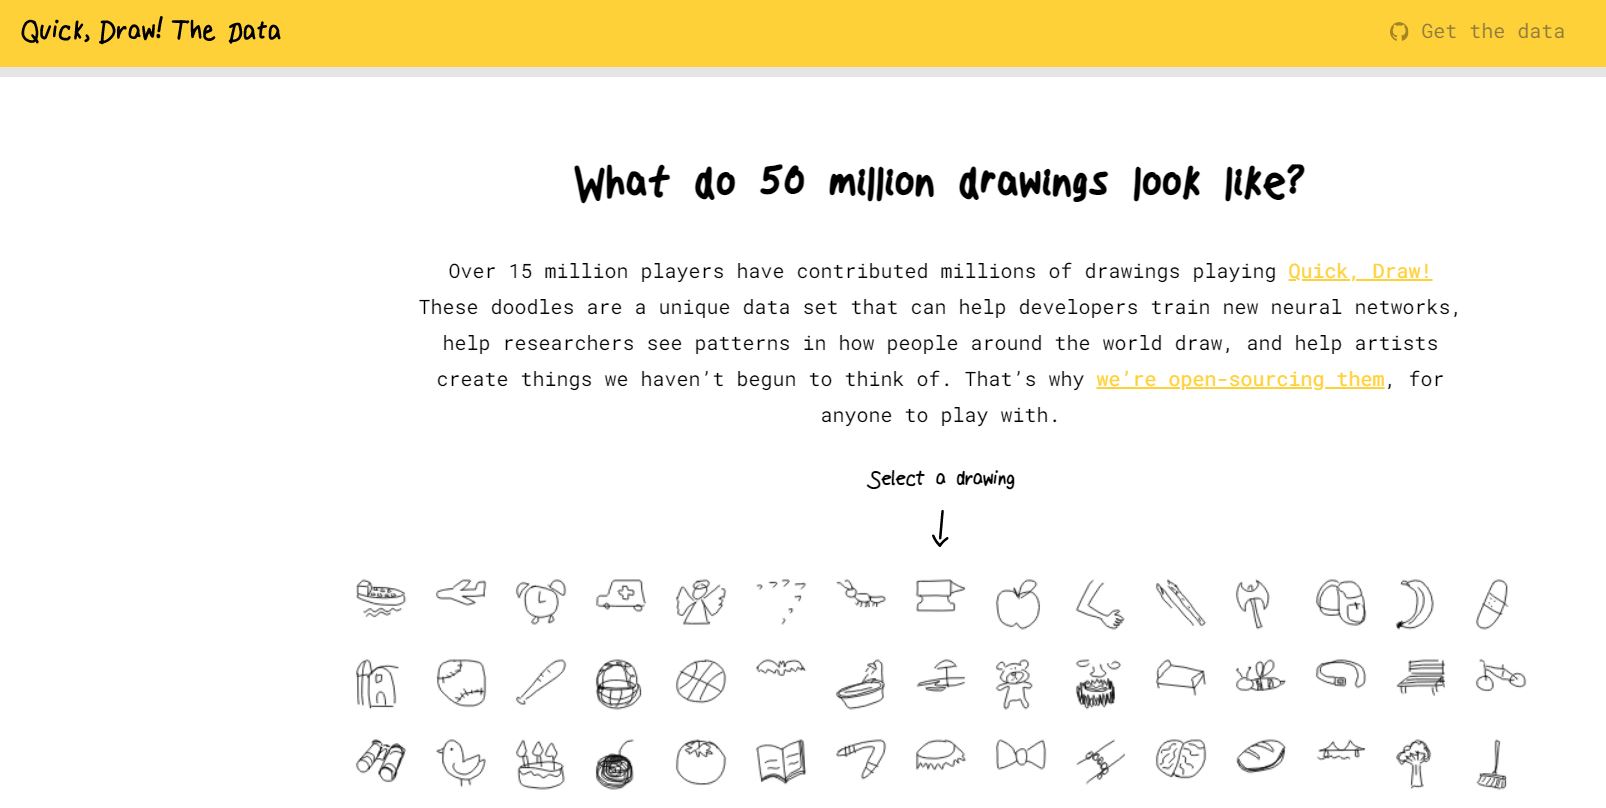 Quick, Draw! The Data
Get the data
What do 50 million drawings look like?
Over 15 million players have contributed millions of drawings playing Quick, Draw!
These doodles are a unique data set that can help developers train new neural networks,
help researchers see patterns in how people around the world draw, and help artists
create things we haven’t begun to think of. That’s why we’re open-sourcing them, for
anyone to play with.
Select a drawing